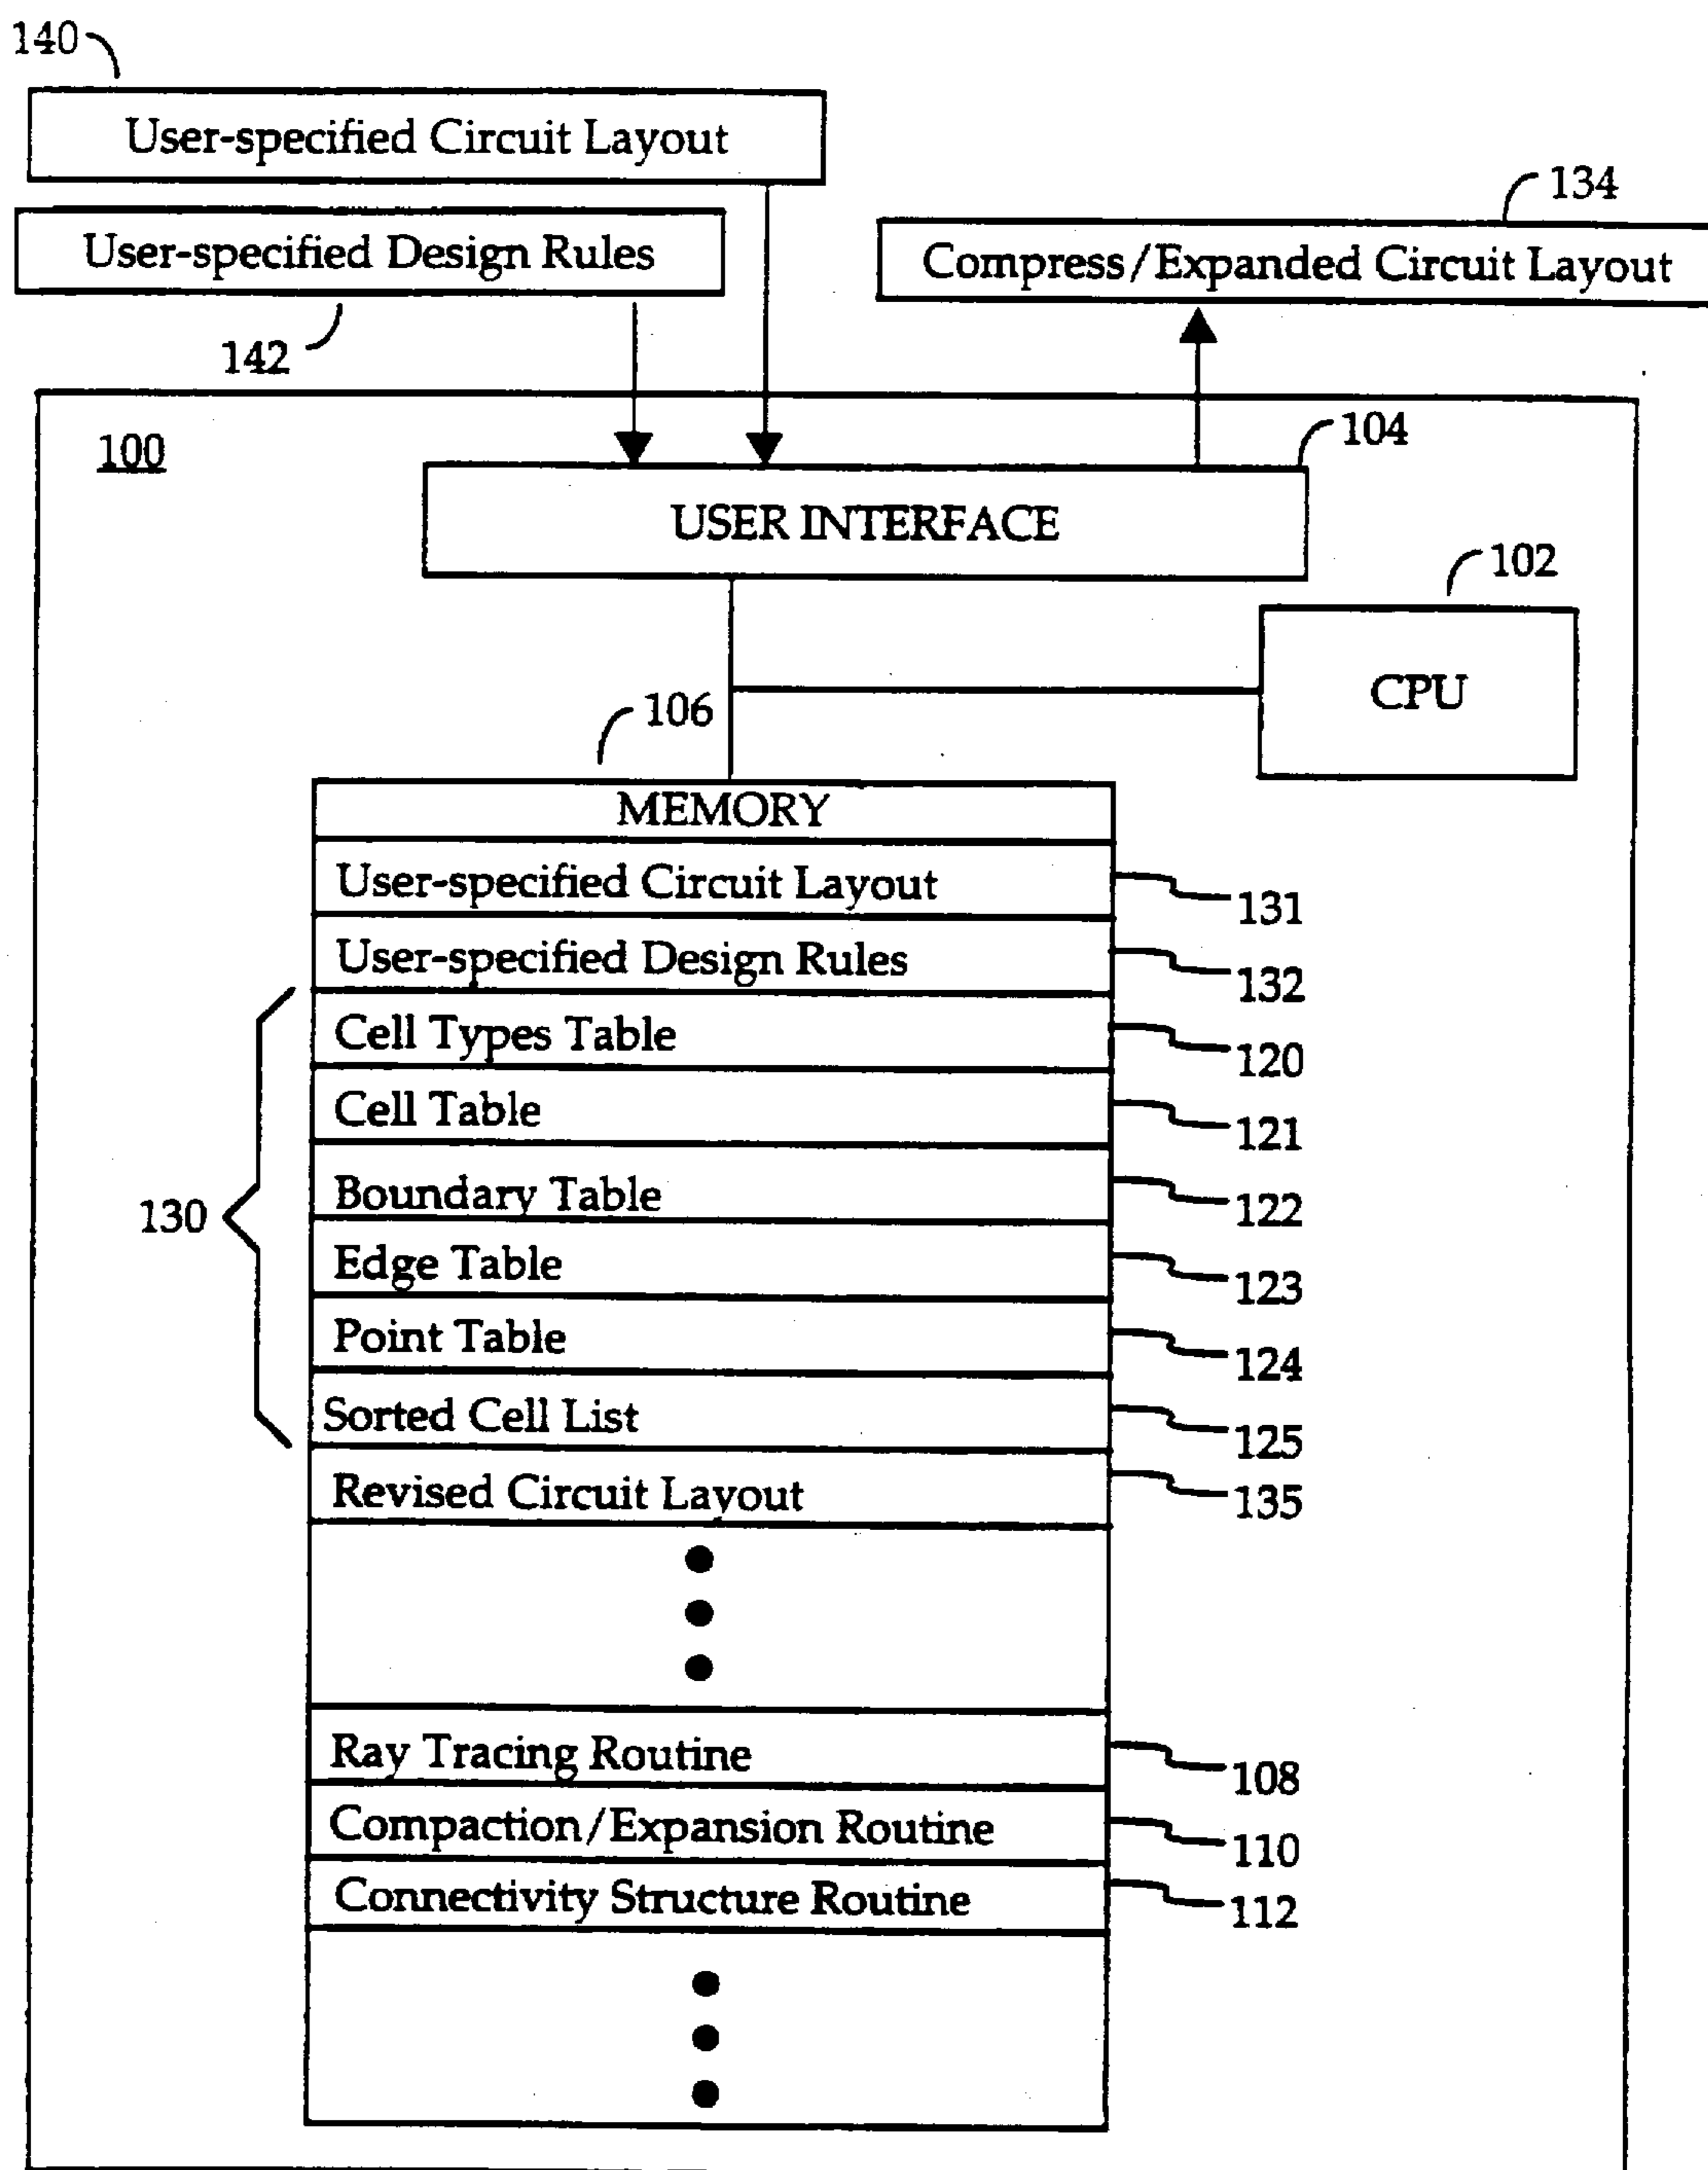 140
User-specified Circuit Layout
134
User-specified Design Rules
Compress/Expanded Circuit Layout
142
100
104
USER INTERFACE
102
CPU
106
MEMORY
User-specified Circuit Layout
131
User-specified Design Rules
132
Cell Types Table
120
Cell Table
121
130
Boundary Table
122
Edge Table
123
Point Table
124
Sorted Cell List
125
Revised Circuit Layout
135
Ray Tracing Routine
108
Compaction/Expansion Routine
110
Connectivity Structure Routine
112